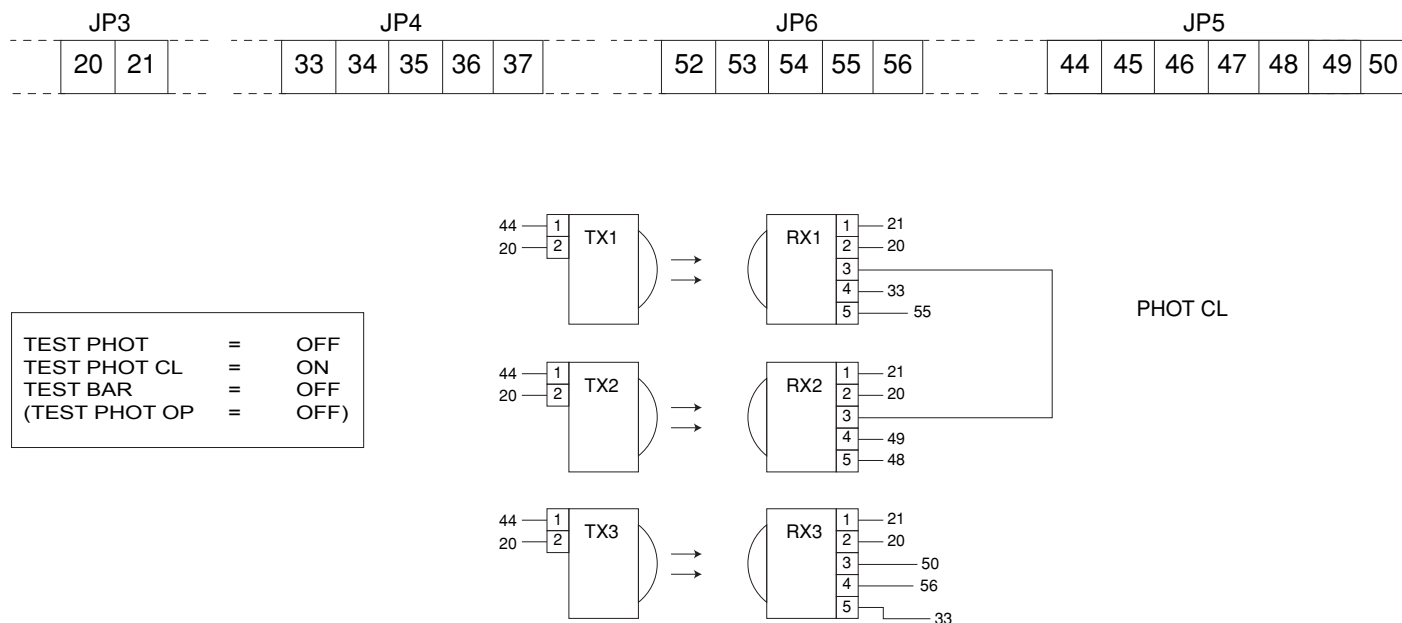 JP3 JP4 JP6 JP5
20 21 33 34 35 36 37 52 53 54 55 56 44 45 46 47 48 49 50
44 1 TX1 RX1 1 21
20 2 2 20
3
4 33
5 55
PHOT CL
TEST PHOT = OFF
TEST PHOT CL = ON
TEST BAR = OFF
(TEST PHOT OP = OFF)
44 1 TX2 RX2 1 21
20 2 2 20
3
4 49
5 48
44 1 TX3 RX3 1 21
20 2 2 20
3 50
4 56
5 33